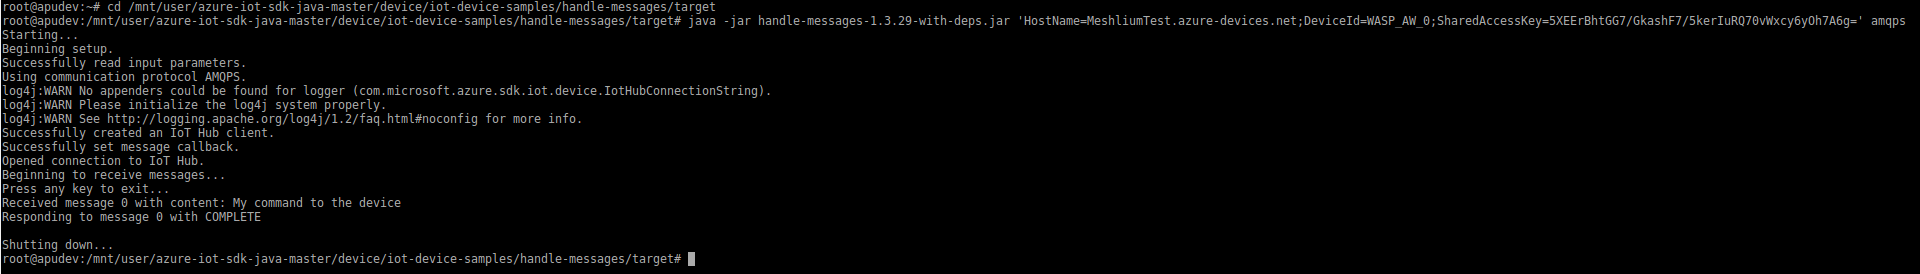 root@apudev:~# cd /mnt/user/azure-iot-sdk-java-master/device/iot-device-samples/handle-messages/target
root@apudev:/mnt/user/azure-iot-sdk-java-master/device/iot-device-samples/handle-messages/target# java -jar handle-messages-1.3.29-with-deps.jar 'HostName=MeshliumTest.azure-devices.net;DeviceId=WASP_AW_0;SharedAccessKey=5XEErBhtGG7/GkashF7/5kerIuRQ70vWxcy6yOh7A6g=' amqps
Starting...
Beginning setup.
Successfully read input parameters.
Using communication protocol AMQPS.
log4j:WARN No appenders could be found for logger (com.microsoft.azure.sdk.iot.device.IotHubConnectionString).
log4j:WARN Please initialize the log4j system properly.
log4j:WARN See http://logging.apache.org/log4j/1.2/faq.html#noconfig for more info.
Successfully created an IoT Hub client.
Successfully set message callback.
Opened connection to IoT Hub.
Beginning to receive messages...
Press any key to exit...
Received message 0 with content: My command to the device
Responding to message 0 with COMPLETE
Shutting down...
root@apudev:/mnt/user/azure-iot-sdk-java-master/device/iot-device-samples/handle-messages/target#